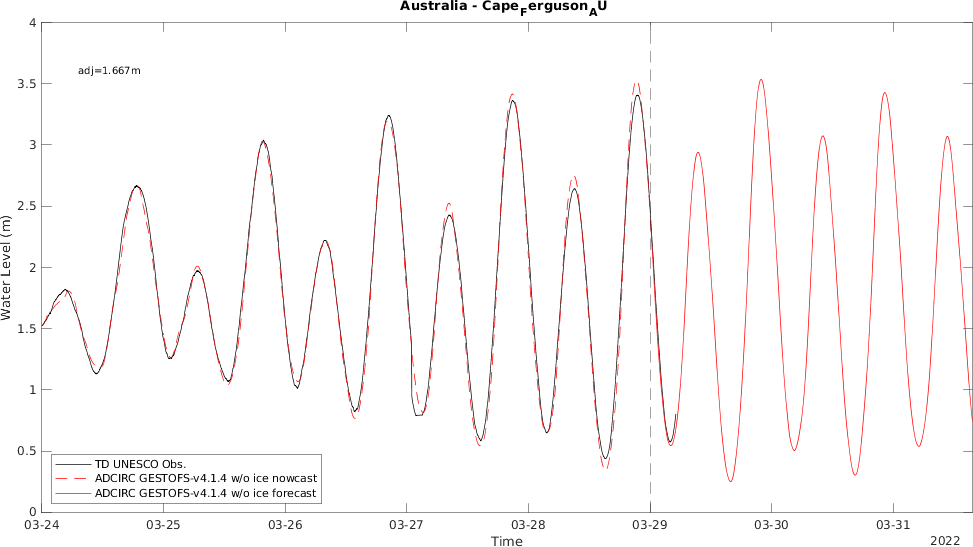 Australia - Cape_Ferguson_AU
4
3.5
3
2.5
2
1.5
1
0.5
0
Water Level (m)
adj=1.667m
TD UNESCO Obs.
ADCIRC GESTOFS-v4.1.4 w/o ice nowcast
ADCIRC GESTOFS-v4.1.4 w/o ice forecast
03-24 03-25 03-26 03-27 03-28 03-29 03-30 03-31
Time
2022